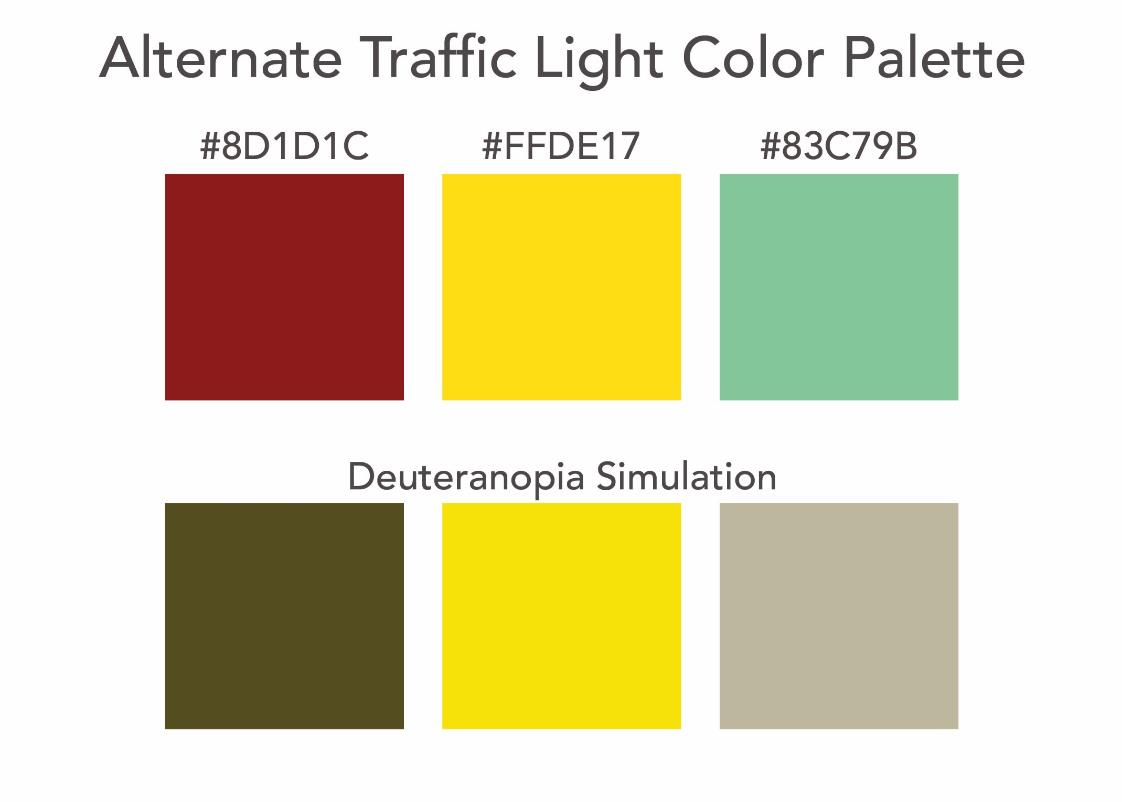 Alternate Traffic Light Color Palette
#8D1D1C #FFDE17 #83C79B
Deuteranopia Simulation